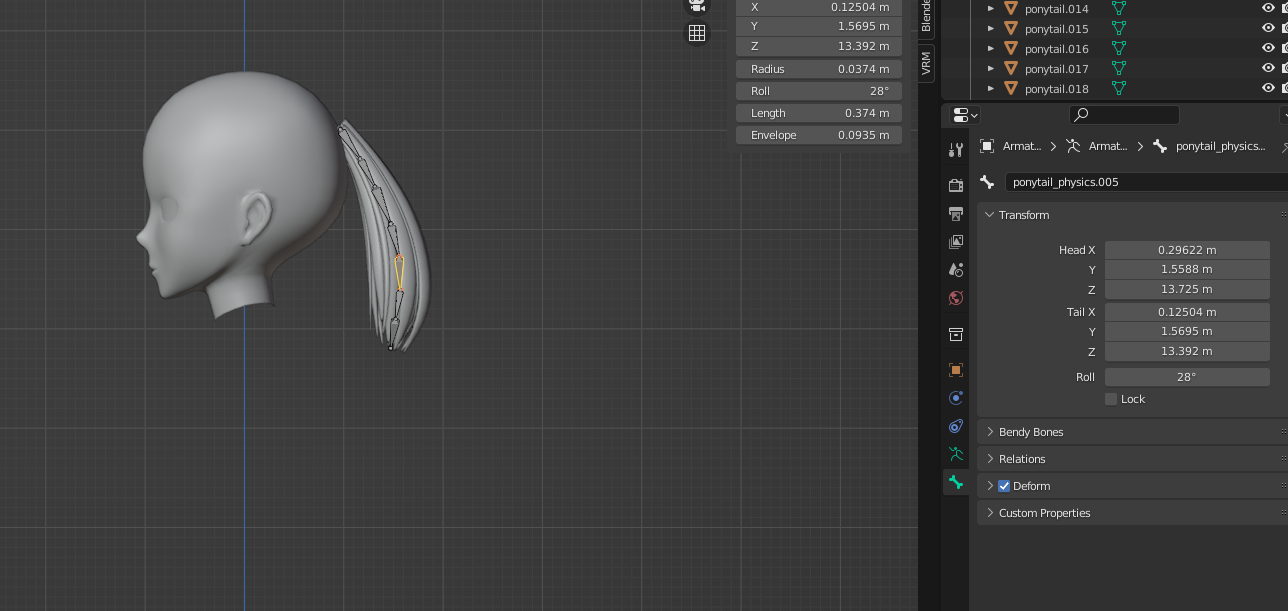 X 0.12504 m
Y 1.5695 m
Z 13.392 m
Radius 0.0374 m
Roll 28°
Length 0.374 m
Envelope 0.0935 m
Blende
VRM
ponytail.014
ponytail.015
ponytail.016
ponytail.017
ponytail.018
Armat... Armat... ponytail_physics...
ponytail_physics.005
Transform
Head X 0.29622 m
Y 1.5588 m
Z 13.725 m
Tail X 0.12504 m
Y 1.5695 m
Z 13.392 m
Roll 28°
Lock
Bendy Bones
Relations
Deform
Custom Properties